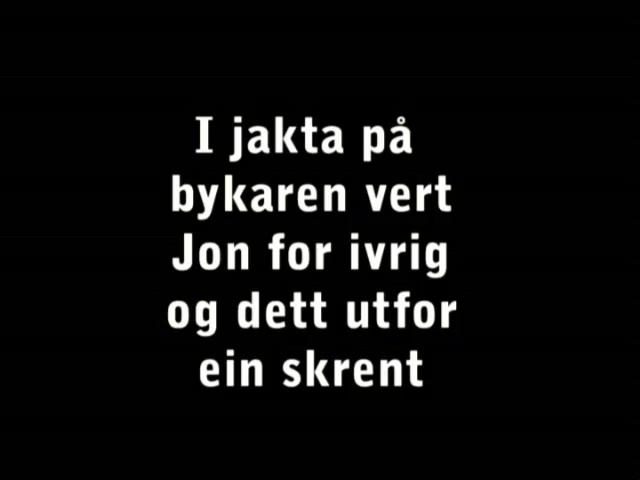 I jakta på
bykaren vert
Jon for ivrig
og dett utfor
ein skrent